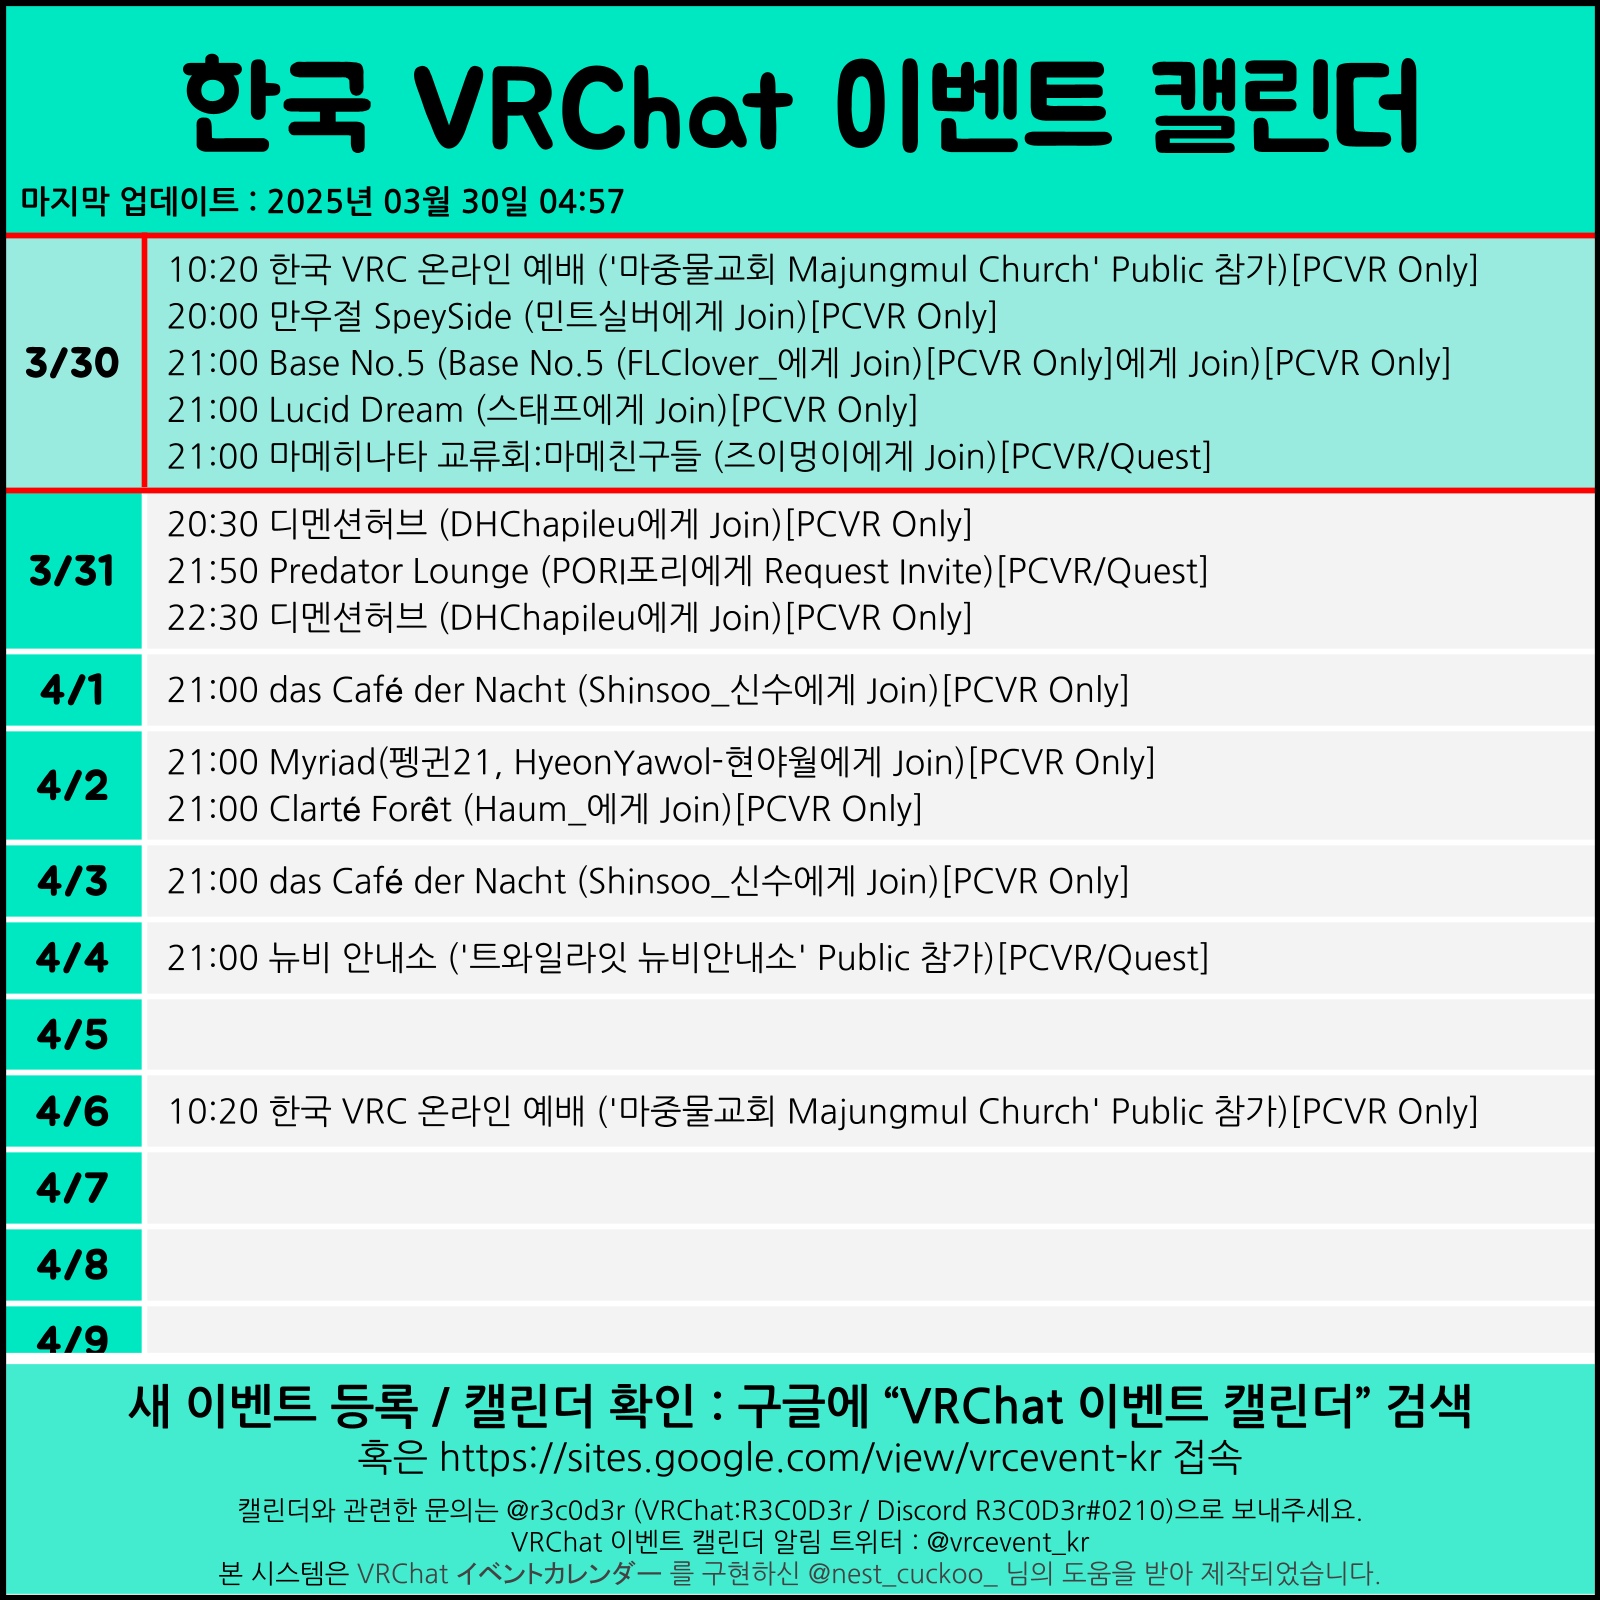 한국 VRChat 이벤트 캘린더
마지막 업데이트 : 2025년 03월 30일 04:57
3/30
10:20 한국 VRC 온라인 예배 ('마중물교회 Majungmul Church' Public 참가)[PCVR Only]
20:00 만우절 SpeySide (민트실버에게 Join)[PCVR Only]
21:00 Base No.5 (Base No.5 (FLClover_에게 Join)[PCVR Only]에게 Join)[PCVR Only]
21:00 Lucid Dream (스태프에게 Join)[PCVR Only]
21:00 마메히나타 교류회:마메친구들 (즈이멍이에게 Join)[PCVR/Quest]
3/31
20:30 디멘션허브 (DHChapileu에게 Join)[PCVR Only]
21:50 Predator Lounge (PORI포리에게 Request Invite)[PCVR/Quest]
22:30 디멘션허브 (DHChapileu에게 Join)[PCVR Only]
4/1
21:00 das Café der Nacht (Shinsoo_신수에게 Join)[PCVR Only]
4/2
21:00 Myriad(펭귄21, HyeonYawol-현야월에게 Join)[PCVR Only]
21:00 Clarté Forêt (Haum_에게 Join)[PCVR Only]
4/3
21:00 das Café der Nacht (Shinsoo_신수에게 Join)[PCVR Only]
4/4
21:00 뉴비 안내소 ('트와일라잇 뉴비안내소' Public 참가)[PCVR/Quest]
4/5
4/6
10:20 한국 VRC 온라인 예배 ('마중물교회 Majungmul Church' Public 참가)[PCVR Only]
4/7
4/8
4/9
새 이벤트 등록 / 캘린더 확인 : 구글에 “VRChat 이벤트 캘린더” 검색
혹은 https://sites.google.com/view/vrcevent-kr 접속
캘린더와 관련한 문의는 @r3c0d3r (VRChat:R3C0D3r / Discord R3C0D3r#0210)으로 보내주세요.
VRChat 이벤트 캘린더 알림 트위터 : @vrcevent_kr
본 시스템은 VRChat イベントカレンダー 를 구현하신 @nest_cuckoo_ 님의 도움을 받아 제작되었습니다.